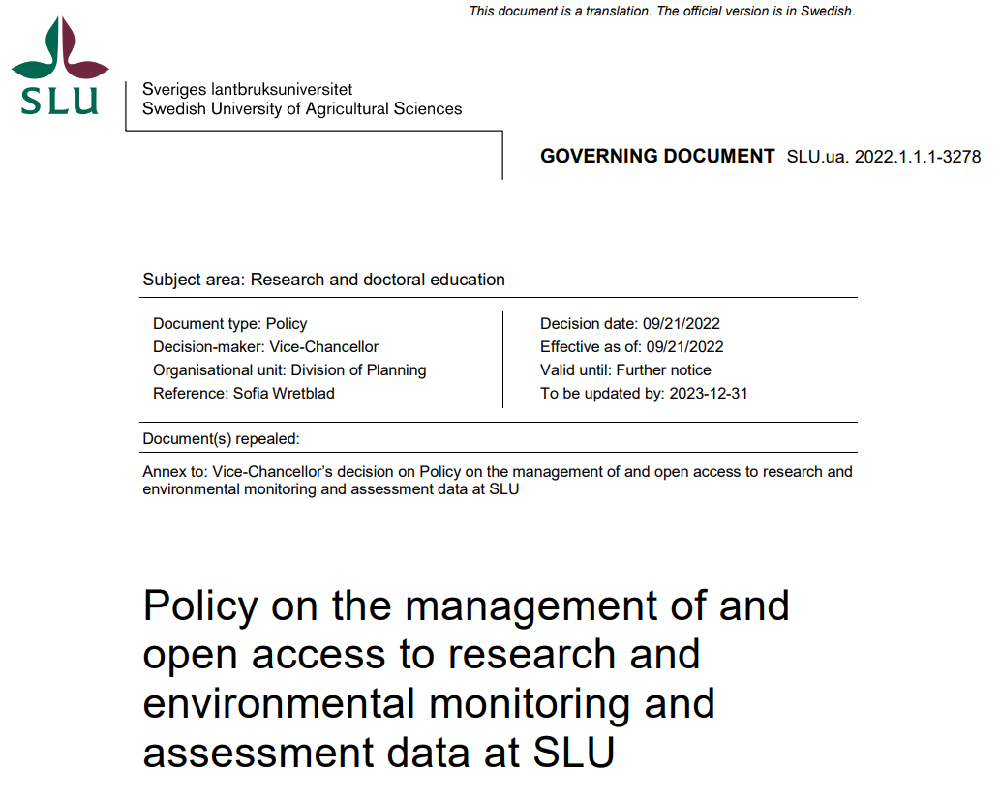 This document is a translation. The official version is in Swedish.
SLU
Sveriges lantbruksuniversitet
Swedish University of Agricultural Sciences
GOVERNING DOCUMENT SLU.ua. 2022.1.1.1-3278
Subject area: Research and doctoral education
Document type: Policy
Decision-maker: Vice-Chancellor
Organisational unit: Division of Planning
Reference: Sofia Wretblad
Decision date: 09/21/2022
Effective as of: 09/21/2022
Valid until: Further notice
To be updated by: 2023-12-31
Document(s) repealed:
Annex to: Vice-Chancellor’s decision on Policy on the management of and open access to research and
environmental monitoring and assessment data at SLU
Policy on the management of and
open access to research and
environmental monitoring and
assessment data at SLU